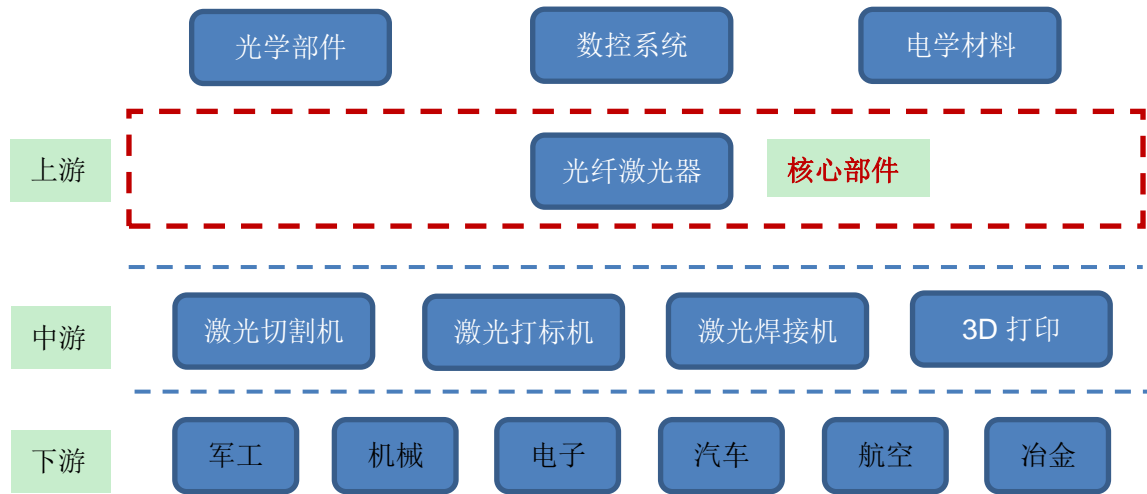 光学部件
数控系统
电学材料
上游
光纤激光器
核心部件
中游
激光切割机
激光打标机
激光焊接机
3D 打印
下游
军工
机械
电子
汽车
航空
冶金